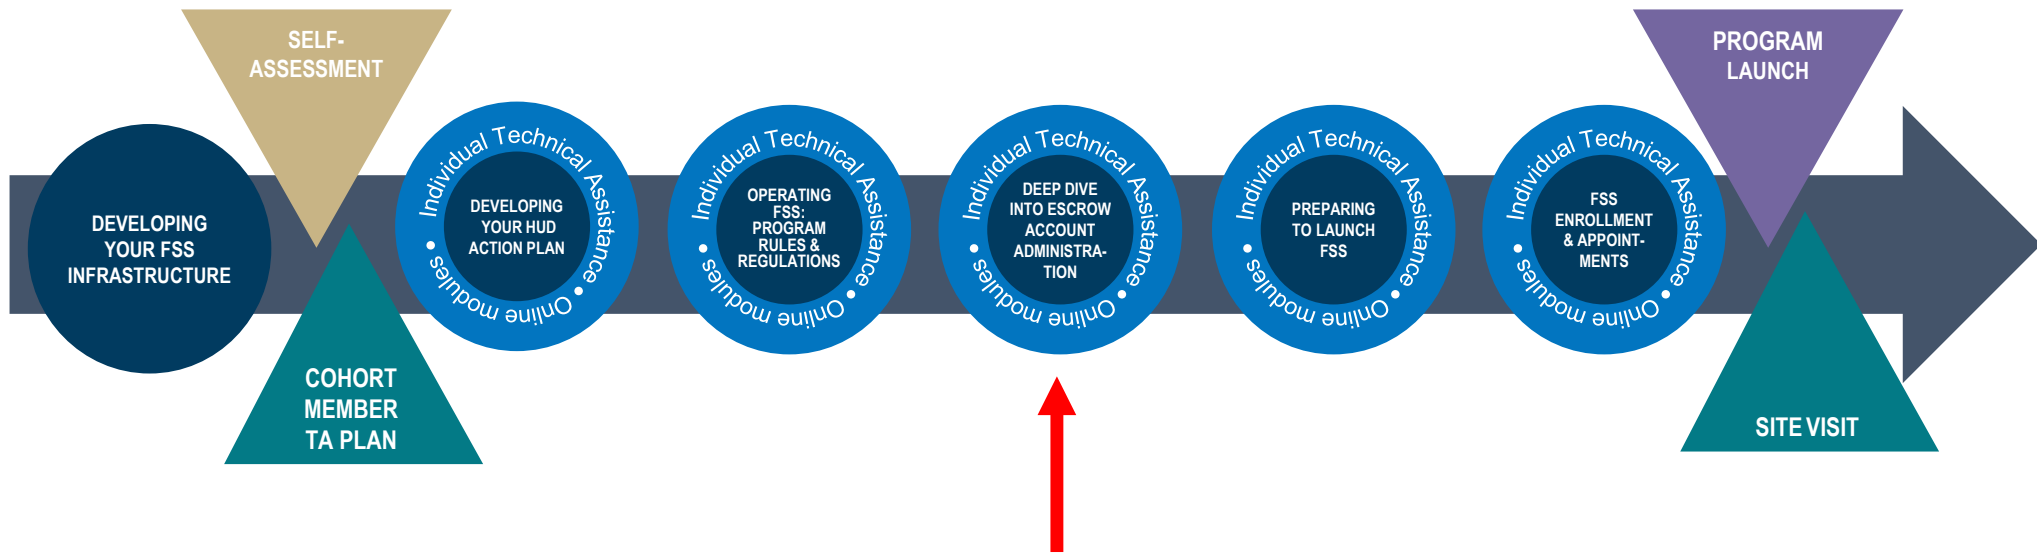 SELF-
ASSESSMENT
PROGRAM
LAUNCH
DEVELOPING
YOUR FSS
INFRASTRUCTURE
COHORT
MEMBER
TA PLAN
Individual Technical Assistance • Online modules •
DEVELOPING
YOUR HUD
ACTION PLAN
Individual Technical Assistance • Online modules •
OPERATING
FSS:
PROGRAM
RULES &
REGULATIONS
Individual Technical Assistance • Online modules •
DEEP DIVE
INTO ESCROW
ACCOUNT
ADMINISTRA-
TION
Individual Technical Assistance • Online modules •
PREPARING
TO LAUNCH
FSS
Individual Technical Assistance • Online modules •
FSS
ENROLLMENT
& APPOINT-
MENTS
SITE VISIT